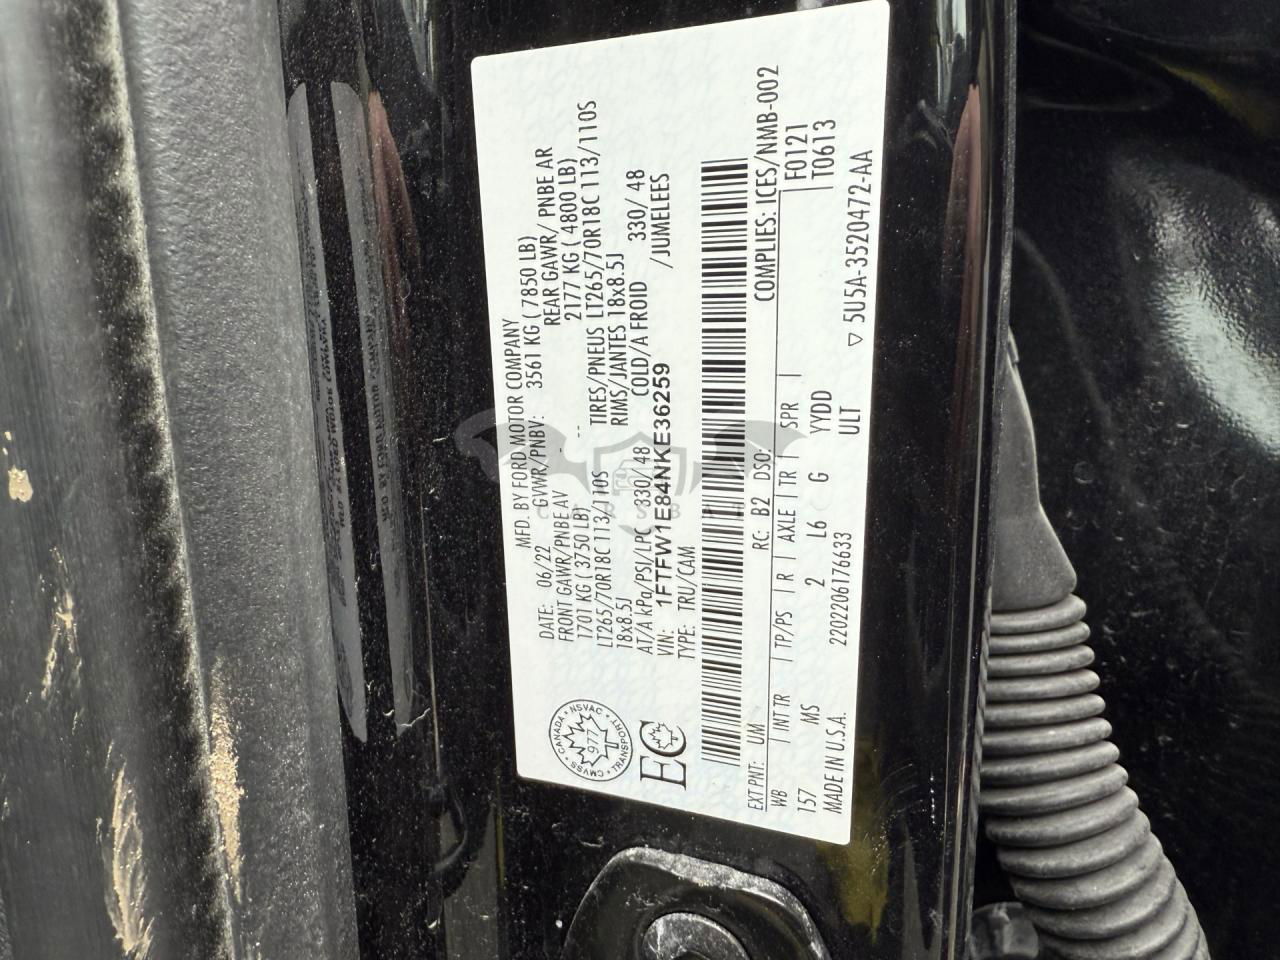 MFD. BY FORD MOTOR COMPANY
DATE: 06/22 GVWR/PNBV: 3561 KG ( 7850 LB)
FRONT GAWR/PNBE AV REAR GAWR/ PNBE AR
1701 KG ( 3750 LB) - -- 2177 KG ( 4800 LB)
LT265/70R18C 113/110S TIRES/PNEUS LT265/70R18C 113/110S
18x8.5J RIMS/JANTES 18x8.5J
AT/A kPa/PSI/LPC 330/ 48 COLD/A FROID 330/ 48
VIN: 1FTFW1E84NKE36259 /JUMELEES
TYPE: TRU/CAM
CANADA • NSVAC • TRANSPORT • CMVSS
977
EC
EXT PNT: UM RC: B2 DSO: COMPLIES: ICES/NMB-002
WB INT TR TP/PS R AXLE TR SPR F0121
157 MS 2 L6 G YYDD T0613
MADE IN U.S.A. 2202206176633 ULT ▽ 5U5A-3520472-AA